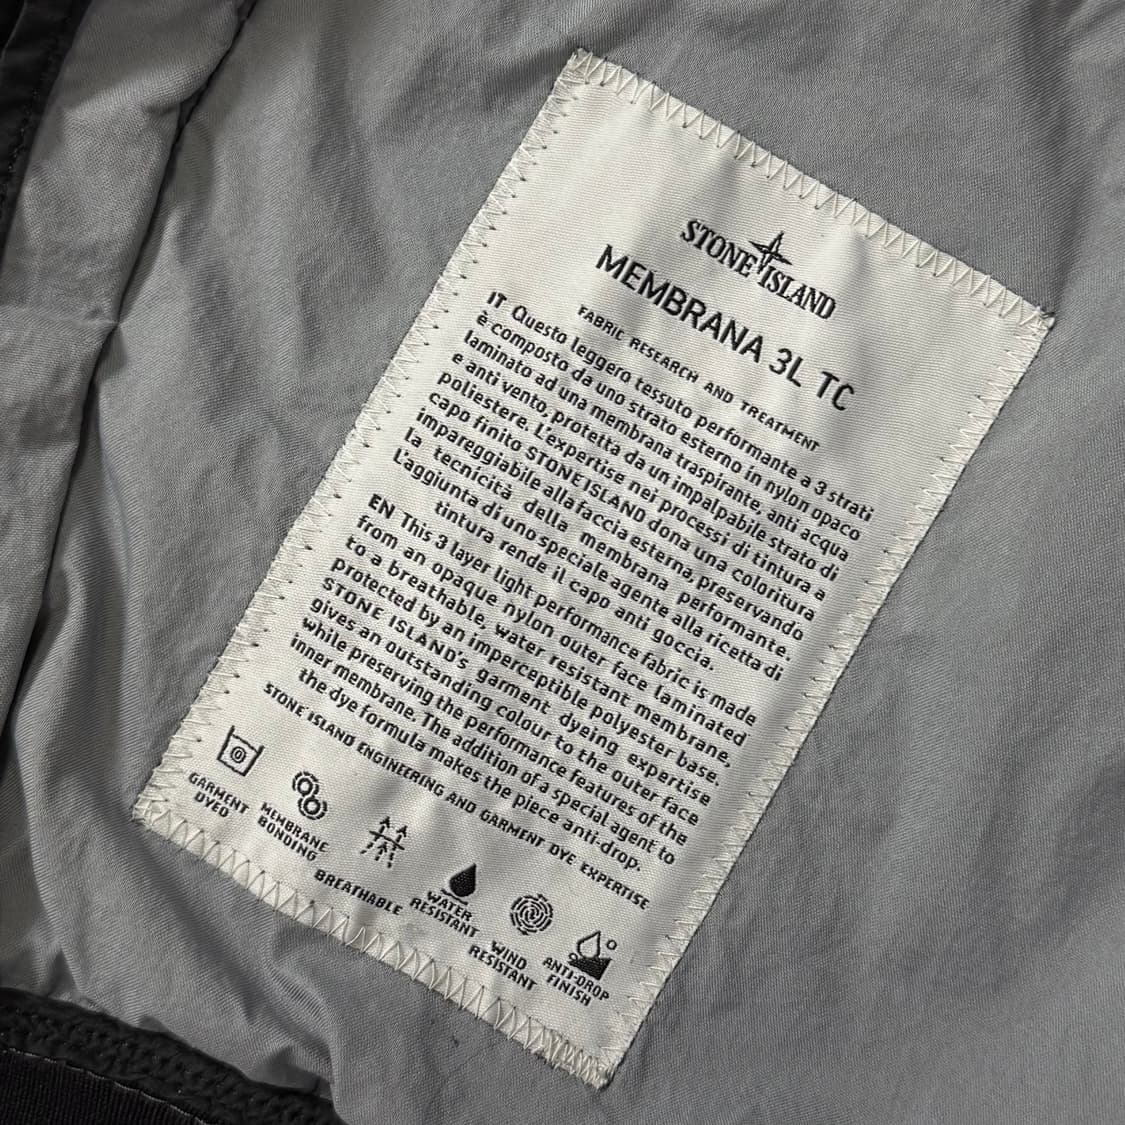 STONE ISLAND
MEMBRANA 3L TC
FABRIC RESEARCH AND TREATMENT
IT Questo leggero tessuto performante a 3 strati
è composto da uno strato esterno in nylon opaco
laminato ad una membrana traspirante, anti acqua
e anti vento, protetta da un impalpabile strato di
poliestere. L'expertise nei processi di tintura a
capo finito STONE ISLAND dona una coloritura
impareggiabile alla faccia esterna, preservando
la tecnicità della membrana performante.
L'aggiunta di uno speciale agente alla ricetta di
tintura rende il capo anti goccia.
EN This 3 layer light performance fabric is made
from an opaque nylon outer face laminated
to a breathable, water resistant membrane,
protected by an imperceptible polyester base.
STONE ISLAND's garment dyeing expertise
gives an outstanding colour to the outer face
while preserving the performance features of the
inner membrane. The addition of a special agent to
the dye formula makes the piece anti-drop.
STONE ISLAND ENGINEERING AND GARMENT DYE EXPERTISE
GARMENT
DYED
MEMBRANE
BONDING
BREATHABLE
WATER
RESISTANT
WIND
RESISTANT
ANTI-DROP
FINISH